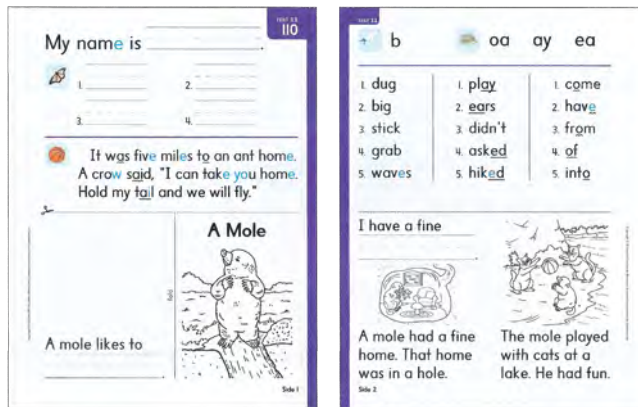 UNIT 11
110
My name is .
1. 2.
3. 4.
It was five miles to an ant home.
A crow said, "I can take you home.
Hold my tail and we will fly."
A Mole
A mole likes to
.
Side 1
UNIT 11
b oa ay ea
1. dug
2. big
3. stick
4. grab
5. waves
1. play
2. ears
3. didn't
4. asked
5. hiked
1. come
2. have
3. from
4. of
5. into
I have a fine
.
A mole had a fine
home. That home
was in a hole.
The mole played
with cats at a
lake. He had fun.
Side 2